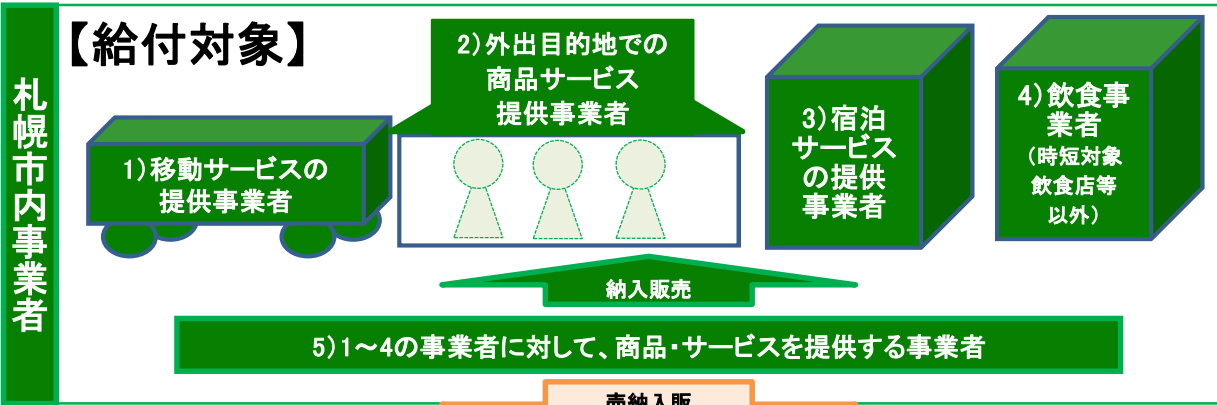 札幌市内事業者
【給付対象】
1)移動サービスの
提供事業者
2)外出目的地での
商品サービス
提供事業者
3)宿泊
サービス
の提供
事業者
4)飲食事
業者
(時短対象
飲食店等
以外)
納入販売
5)1~4の事業者に対して、商品・サービスを提供する事業者
売納入販